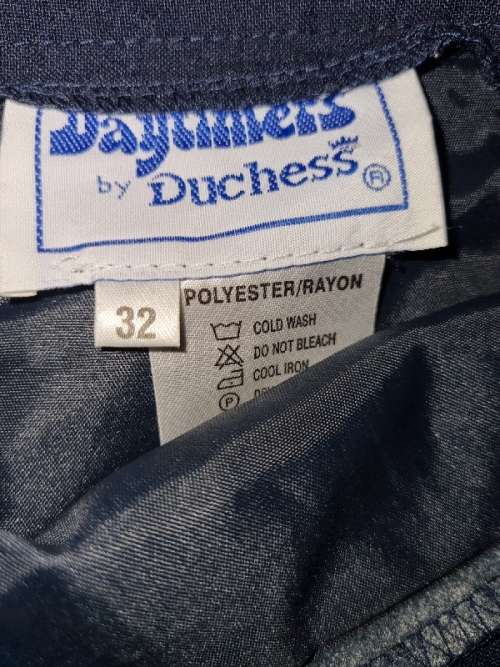 Daytimers
by Duchess ®
32
POLYESTER/RAYON
COLD WASH
DO NOT BLEACH
COOL IRON
P